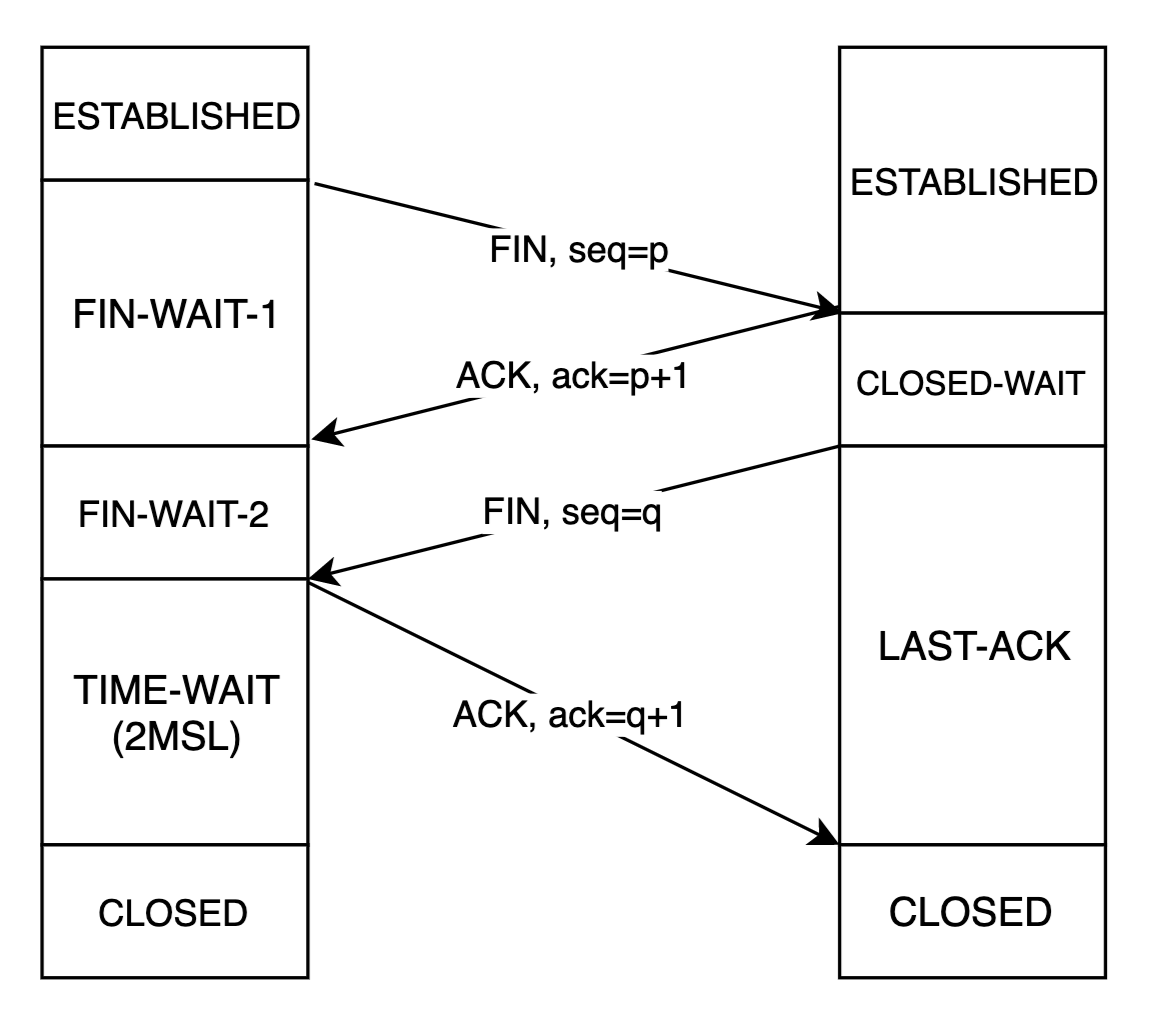 ESTABLISHED
ESTABLISHED
FIN, seq=p
FIN-WAIT-1
ACK, ack=p+1
CLOSED-WAIT
FIN-WAIT-2
FIN, seq=q
LAST-ACK
TIME-WAIT
(2MSL)
ACK, ack=q+1
CLOSED
CLOSED